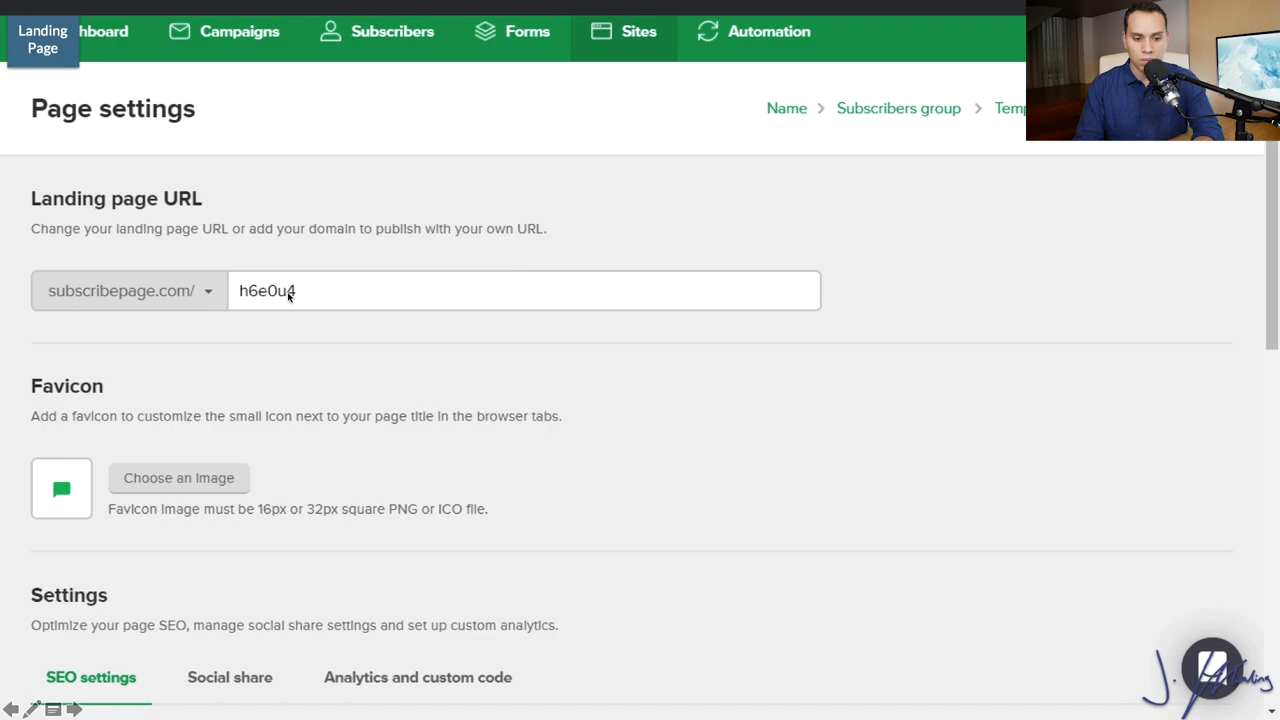 Landing
Page
hboard
Campaigns
Subscribers
Forms
Sites
Automation
Page settings
Name
Subscribers group
Landing page URL
Change your landing page URL or add your domain to publish with your own URL.
subscribepage.com/
h6e0u4
Favicon
Add a favicon to customize the small icon next to your page title in the browser tabs.
Choose an Image
Favicon image must be 16px or 32px square PNG or ICO file.
Settings
Optimize your page SEO, manage social share settings and set up custom analytics.
SEO settings
Social share
Analytics and custom code